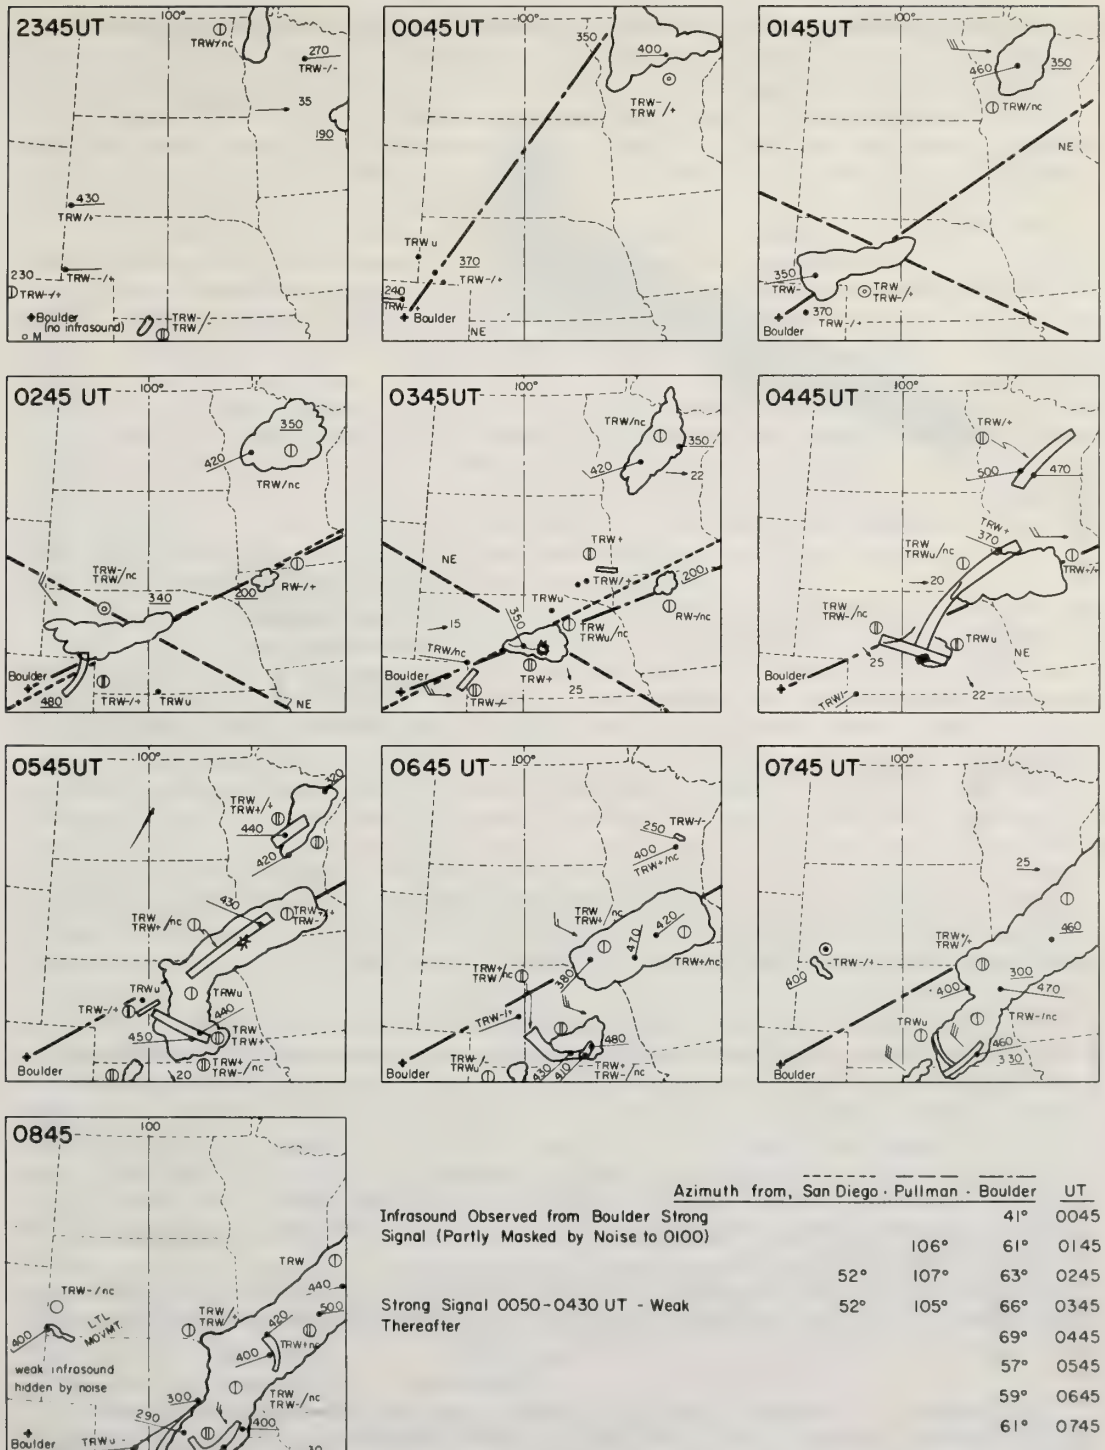 2345UT
100°
TRW/nc
270
TRW-/-
35
190
430
TRW/+
230
TRW--/+
TRW-/+
Boulder
(no infrasound)
M
TRW-
TRW/-
0045UT
350
100°
400
TRW-
TRW /+
TRW u
370
TRW-/+
240
TRW-+
Boulder
NE
0145UT
100°
460
350
TRW/nc
NE
350
TRW-
TRW
TRW-/+
370
TRW-/+
Boulder
0245 UT
100°
350
420
TRW/nc
TRW-/
TRW/nc
340
200
RW-/+
Boulder
480
TRW-/+
TRWu
NE
0345UT
100°
TRW/nc
350
420
22
NE
TRW+
TRW/+
200
TRWu
RW-/nc
350
15
TRW
TRWu/nc
TRW/nc
TRW+
Boulder
25
TRW-/-
0445UT
100°
TRW/+
500
470
TRW+
370
TRW
TRWu/nc
TRW+/+
20
TRW
TRW-/-
TRWu
25
NE
Boulder
22
TRW/-
0545UT
100°
320
TRW
TRW+/+
440
420
430
TRW
TRW+/nc
TRW-
TRWu
TRWu
TRW-/+
440
450
TRW
TRW+
Boulder
TRW+
TRW-/nc
20
0645 UT
100°
TRW-/-
250
400
TRW+/nc
TRW
TRW+/nc
420
470
TRW+/nc
380
TRW+
TRW/nc
TRW-/+
480
TRW-/-
TRWu
430
410
TRW+
TRW-/nc
Boulder
0745 UT
100°
25
TRW-/+
400
TRW+
TRW/+
460
300
400
470
TRWu
TRW-/nc
460
330
Boulder
0845
100
TRW-/nc
400
LTL
MOVMT.
TRW
440
500
TRW
TRW/
420
TRW+nc
400
weak infrasound
hidden by noise
TRW
TRW-/nc
300
290
400
Boulder
TRWu
Azimuth from, San Diego · Pullman - Boulder UT
Infrasound Observed from Boulder Strong 41° 0045
Signal (Partly Masked by Noise to 0100)
106° 61° 0145
52° 107° 63° 0245
Strong Signal 0050-0430 UT - Weak 52° 105° 66° 0345
Thereafter
69° 0445
57° 0545
59° 0645
61° 0745